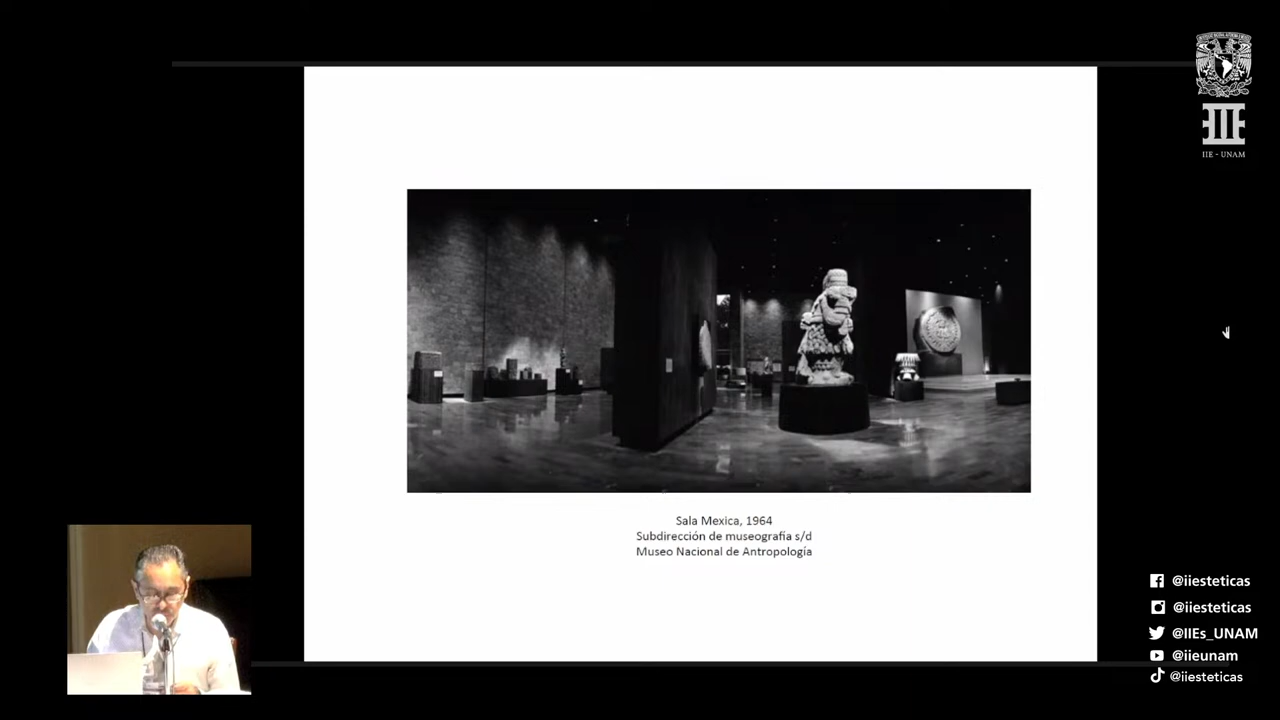 IIE - UNAM
Sala Mexica, 1964
Subdirección de museografía s/d
Museo Nacional de Antropología
@iiesteticas
@iiesteticas
@IIEs_UNAM
@iieunam
@iiesteticas